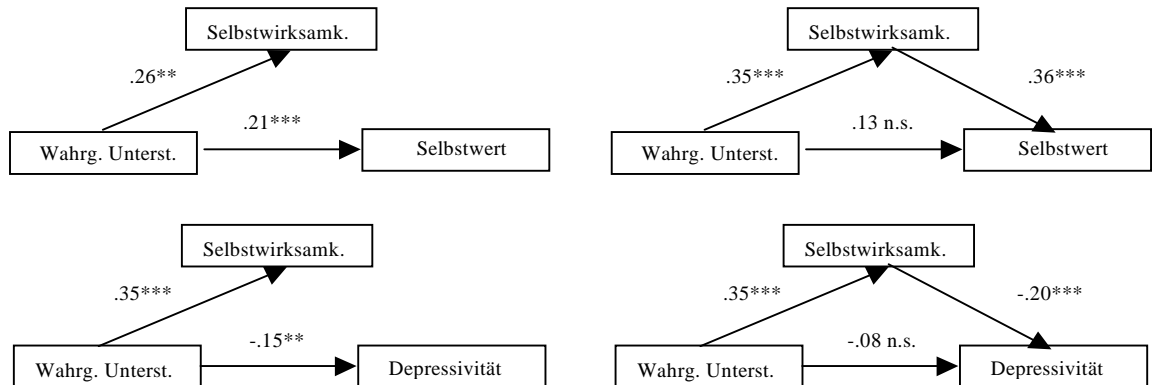 Selbstwirksamk.
.26**
.21***
Wahrg. Unterst.
Selbstwert
Selbstwirksamk.
.35***
.36***
.13 n.s.
Wahrg. Unterst.
Selbstwert
Selbstwirksamk.
.35***
-.15**
Wahrg. Unterst.
Depressivität
Selbstwirksamk.
.35***
-.20***
-.08 n.s.
Wahrg. Unterst.
Depressivität